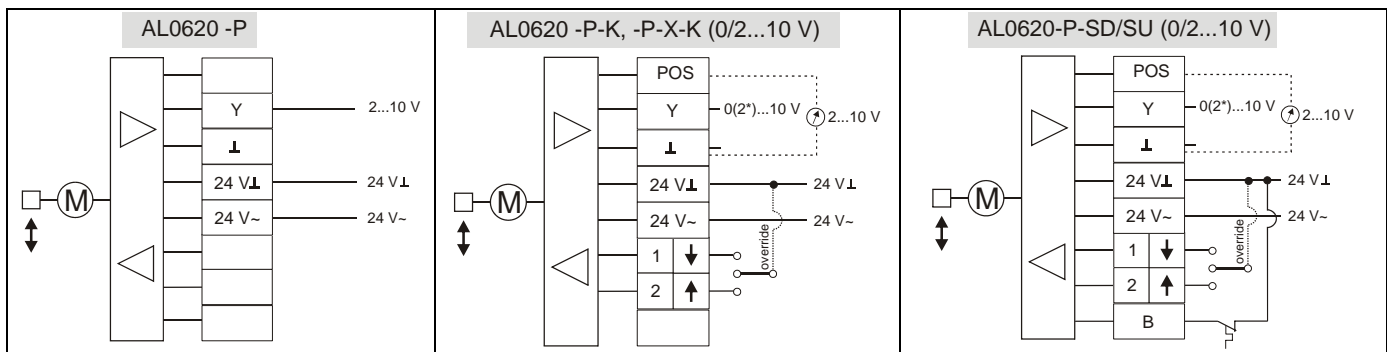 AL0620 -P
Y
2...10 V
⊥
24 V⊥
24 V⊥
24 V~
24 V~
M
AL0620 -P-K, -P-X-K (0/2...10 V)
POS
Y
0(2*)...10 V
2...10 V
⊥
24 V⊥
24 V⊥
24 V~
24 V~
M
override
1
2
AL0620-P-SD/SU (0/2...10 V)
POS
Y
0(2*)...10 V
2...10 V
⊥
24 V⊥
24 V⊥
24 V~
24 V~
M
override
1
2
B